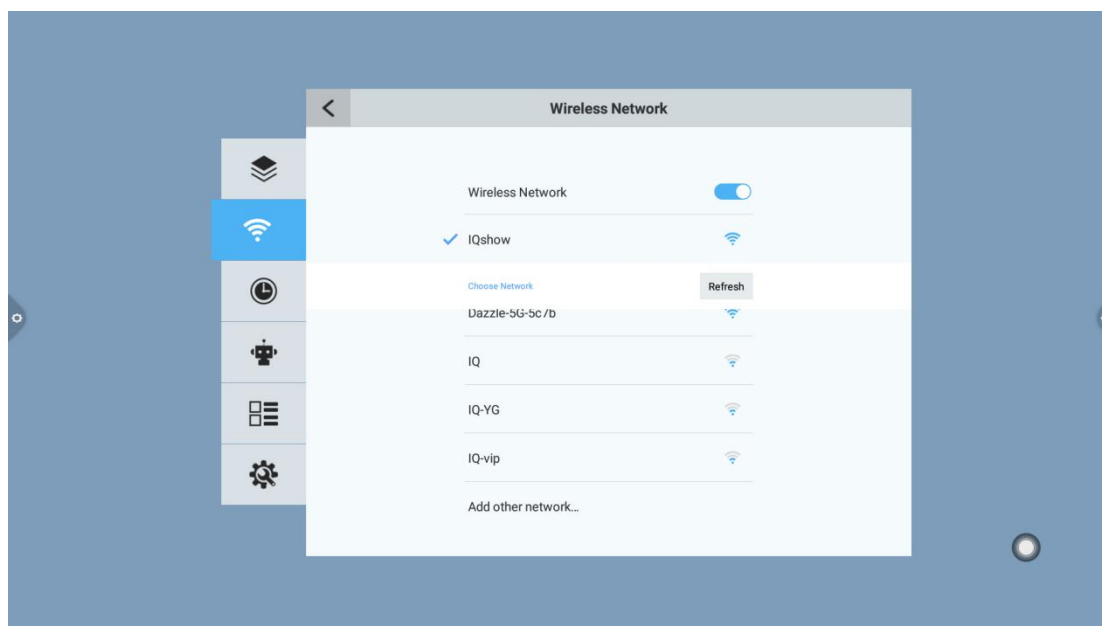 Wireless Network
Wireless Network
IQshow
Choose Network
Refresh
Dazzle-5G-5c7b
IQ
IQ-YG
IQ-vip
Add other network...